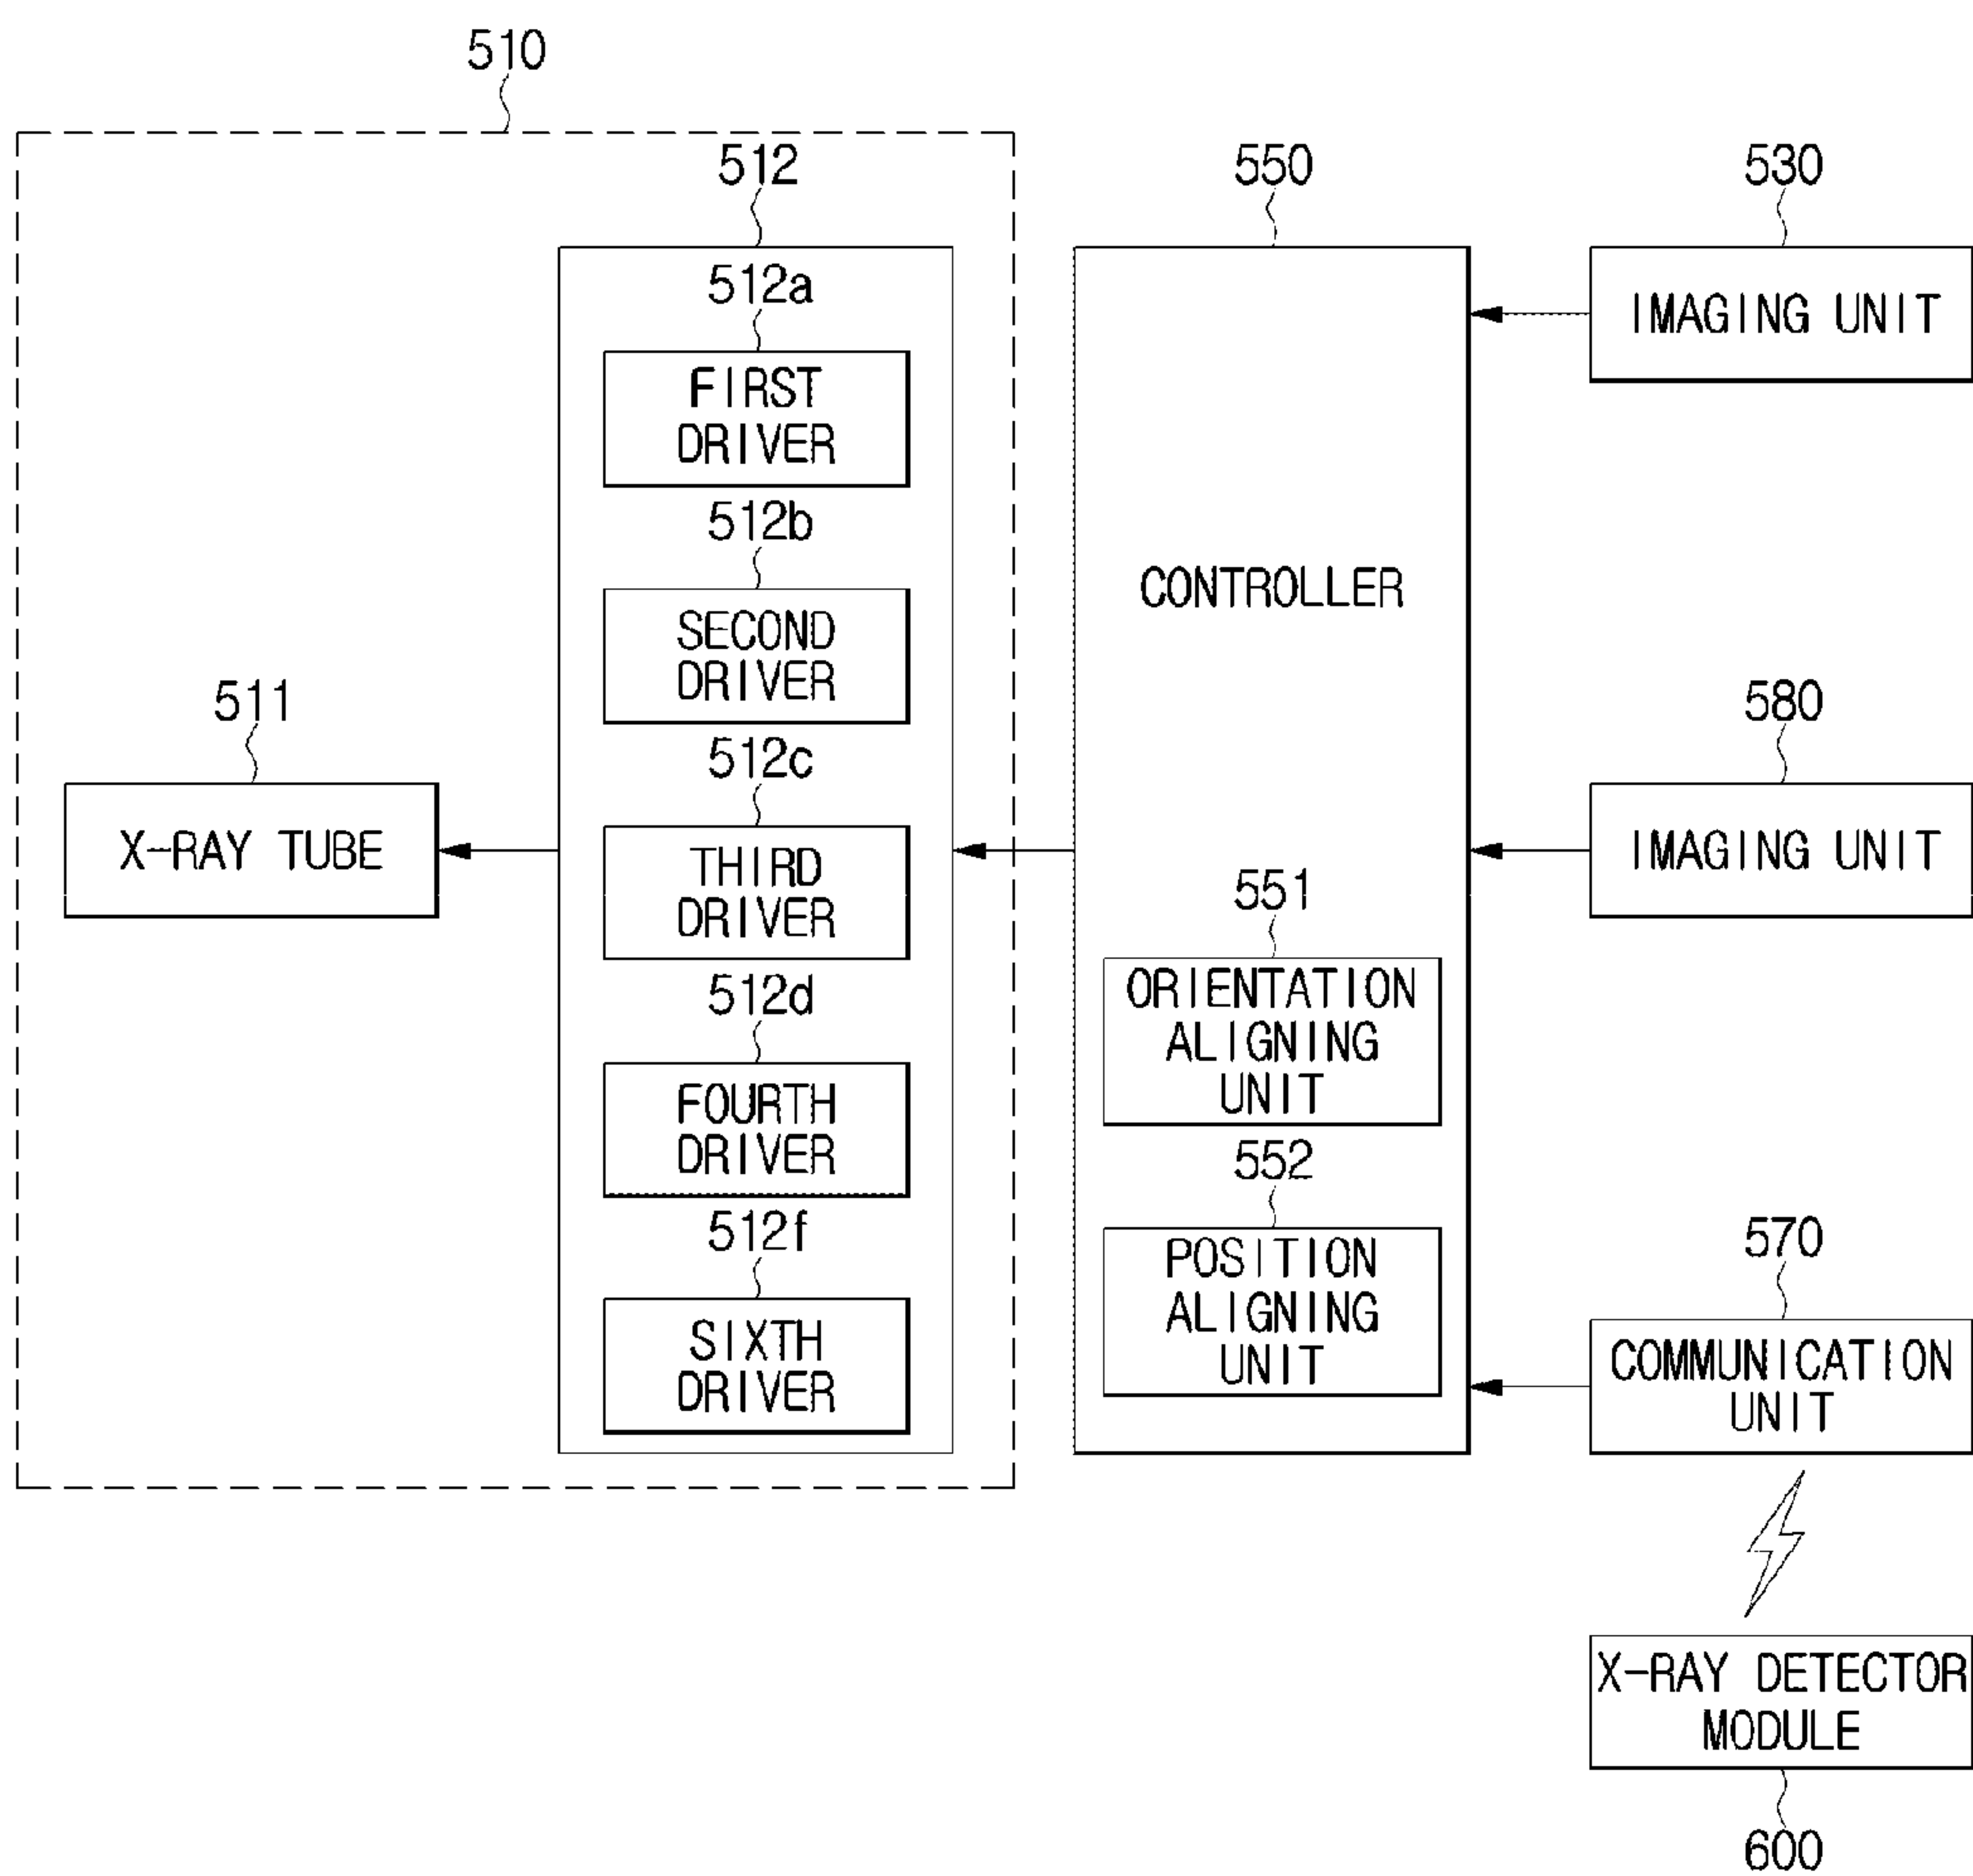 510
512
550
530
512a
IMAGING UNIT
FIRST
DRIVER
512b
CONTROLLER
SECOND
DRIVER
511
580
512c
X-RAY TUBE
THIRD
DRIVER
IMAGING UNIT
551
512d
ORIENTATION
ALIGNING
UNIT
FOURTH
DRIVER
552
512f
570
POSITION
ALIGNING
UNIT
SIXTH
DRIVER
COMMUNICATION
UNIT
X-RAY DETECTOR
MODULE
600